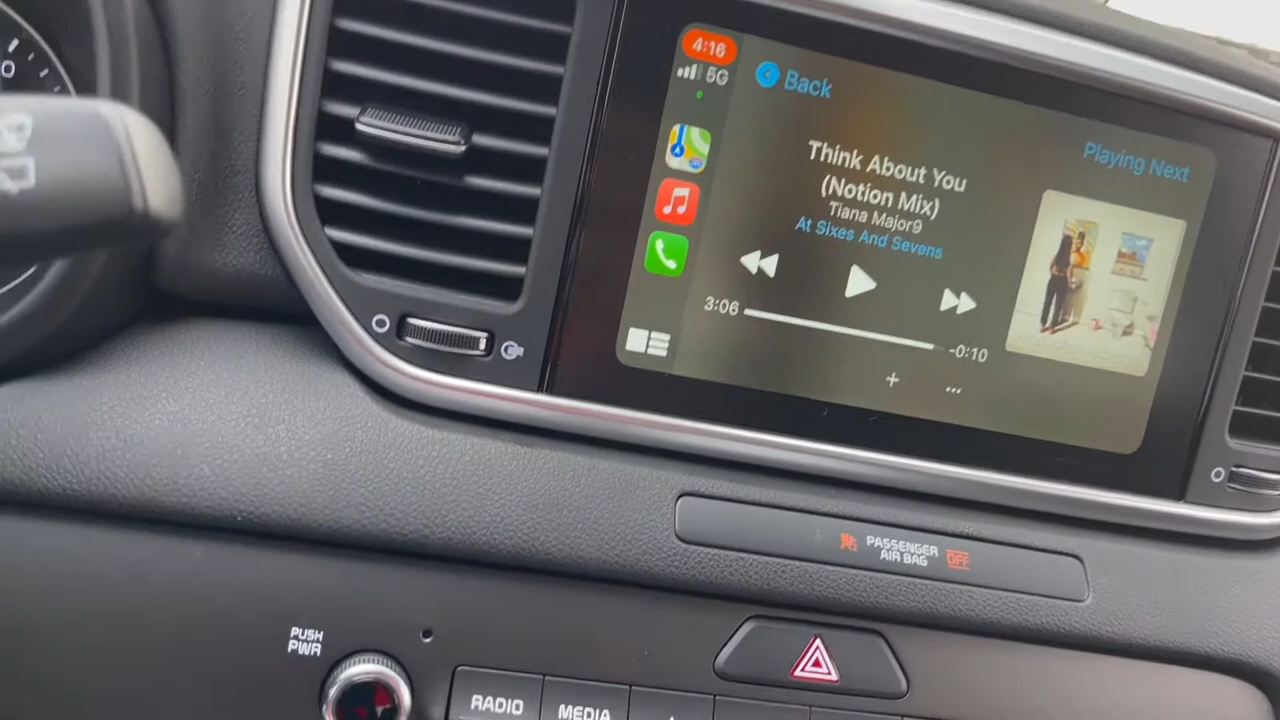 4:16
5G
Back
Playing Next
Think About You
(Notion Mix)
Tiana Major9
At Sixes And Sevens
3:06
-0:10
+
...
PASSENGER
AIR BAG
OFF
PUSH
PWR
RADIO
MEDIA
0